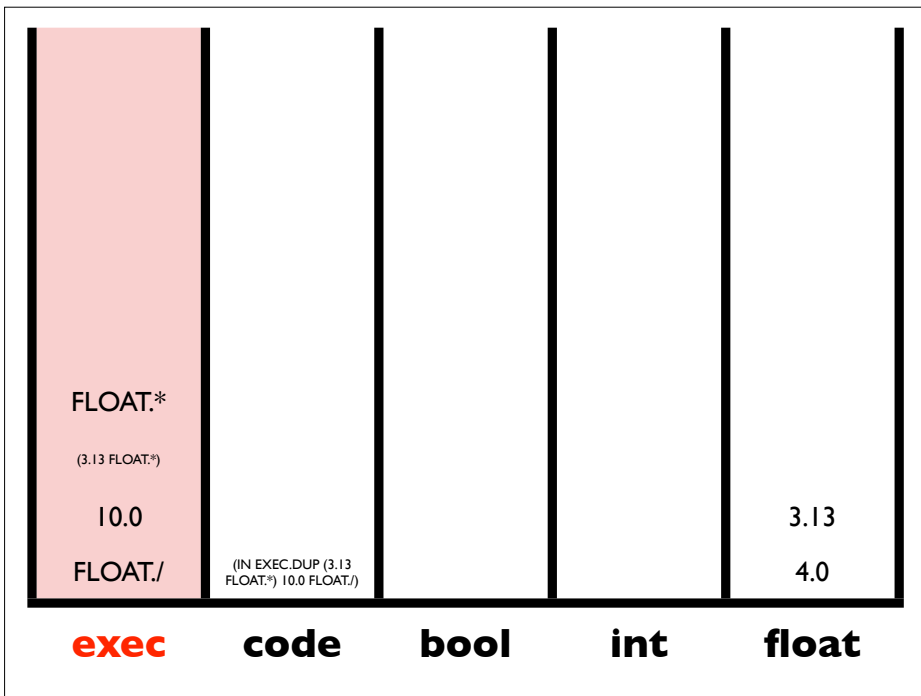 FLOAT.*
(3.13 FLOAT.*)
10.0
3.13
FLOAT./
(IN EXEC.DUP (3.13
FLOAT.*) 10.0 FLOAT./)
4.0
exec
code
bool
int
float